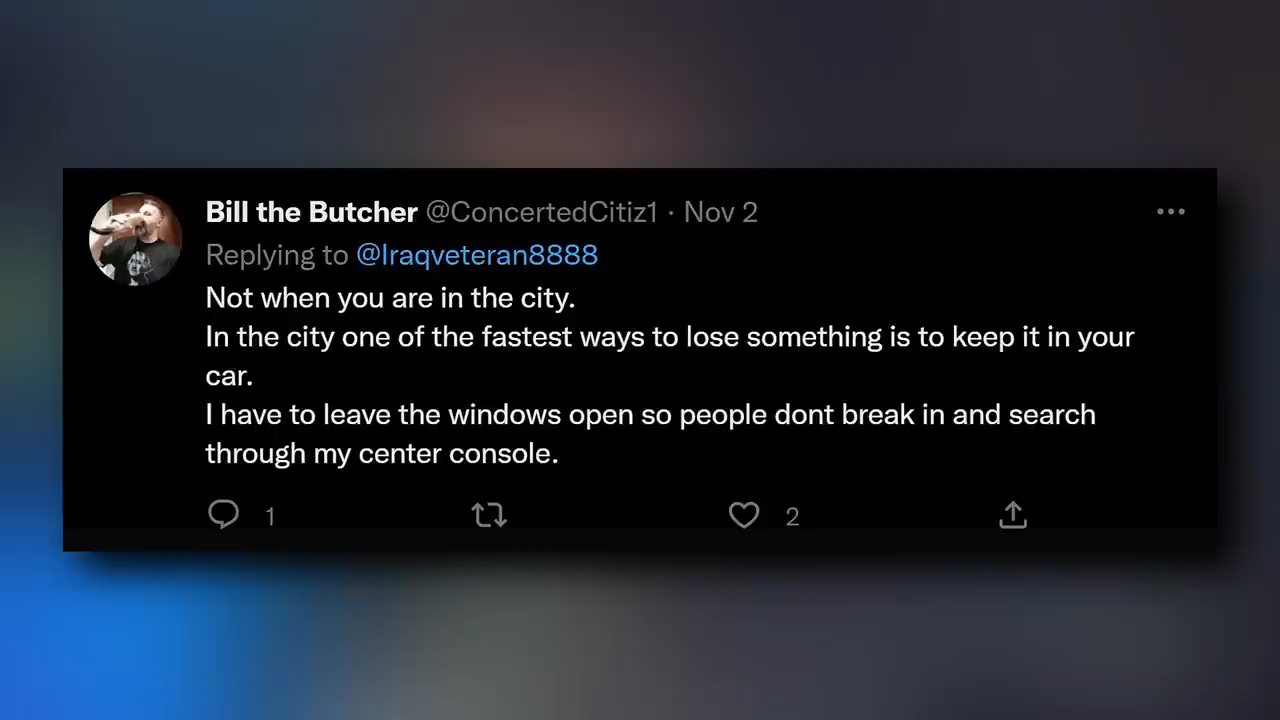 Bill the Butcher @ConcertedCitiz1 · Nov 2
Replying to @Iraqveteran8888
Not when you are in the city.
In the city one of the fastest ways to lose something is to keep it in your
car.
I have to leave the windows open so people dont break in and search
through my center console.
1 2